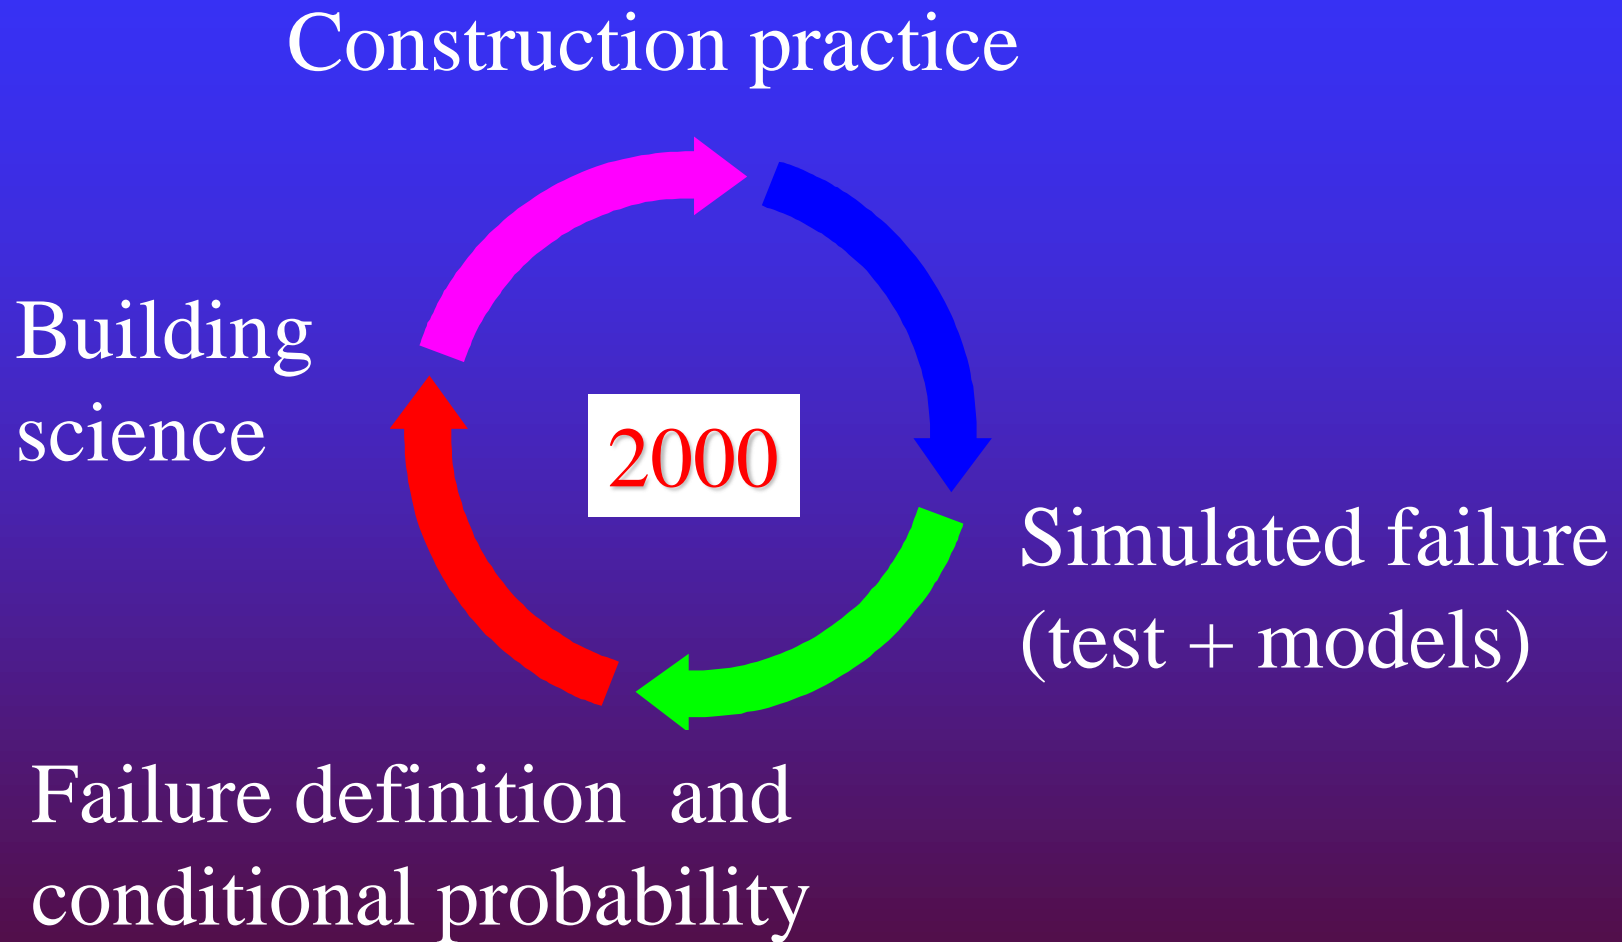 Construction practice
Building
science
2000
Simulated failure
(test + models)
Failure definition  and
conditional probability